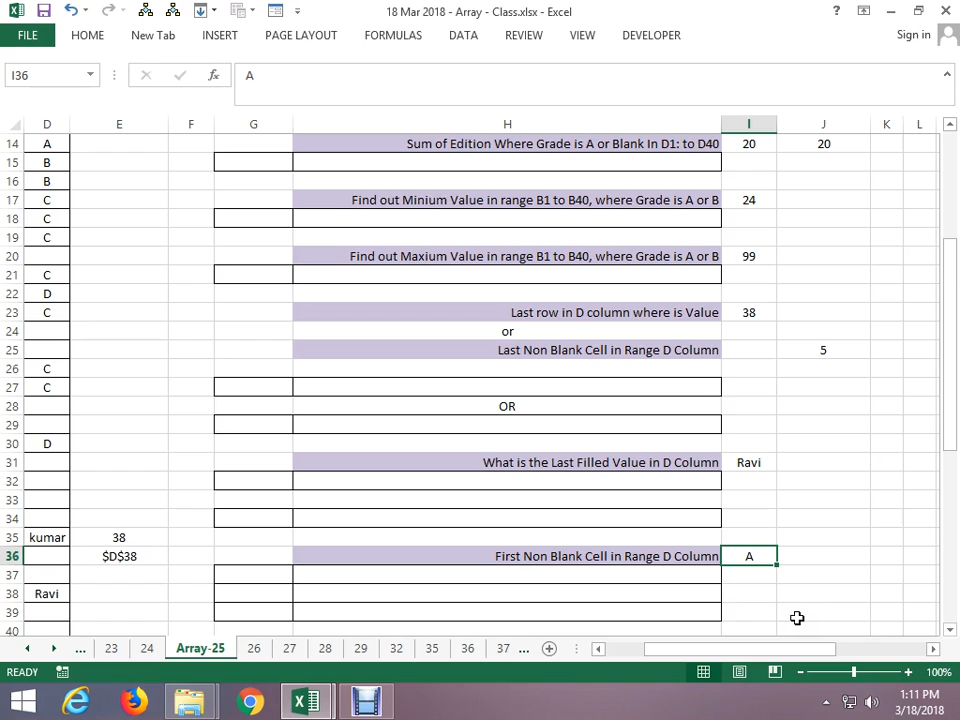 18 Mar 2018 - Array - Class.xlsx - Excel
FILE HOME New Tab INSERT PAGE LAYOUT FORMULAS DATA REVIEW VIEW DEVELOPER Sign in
I36 fx A
D E F G H I J K L
14 A Sum of Edition Where Grade is A or Blank In D1: to D40 20 20
15 B
16 B
17 C Find out Minium Value in range B1 to B40, where Grade is A or B 24
18 C
19 C
20 Find out Maxium Value in range B1 to B40, where Grade is A or B 99
21 C
22 D
23 C Last row in D column where is Value 38
24 or
25 Last Non Blank Cell in Range D Column 5
26 C
27 C
28 OR
29
30 D
31 What is the Last Filled Value in D Column Ravi
32
33
34
35 kumar 38
36 $D$38 First Non Blank Cell in Range D Column A
37
38 Ravi
39
40
... 23 24 Array-25 26 27 28 29 32 35 36 37 ...
READY 100%
1:11 PM
3/18/2018